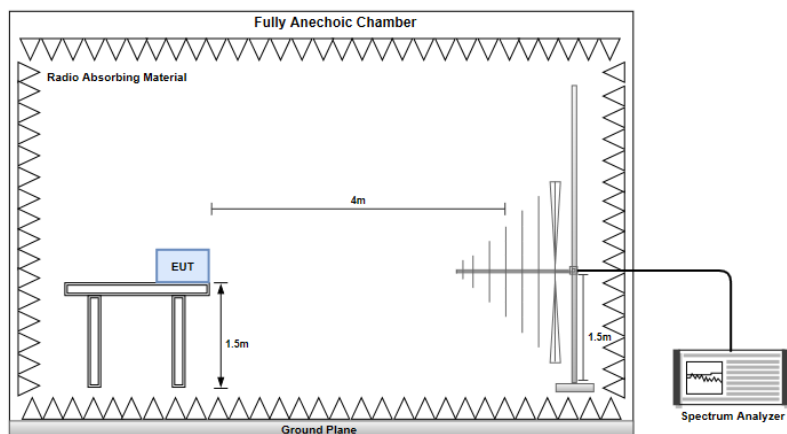 Fully Anechoic Chamber
Radio Absorbing Material
4m
EUT
1.5m
1.5m
Spectrum Analyzer
Ground Plane